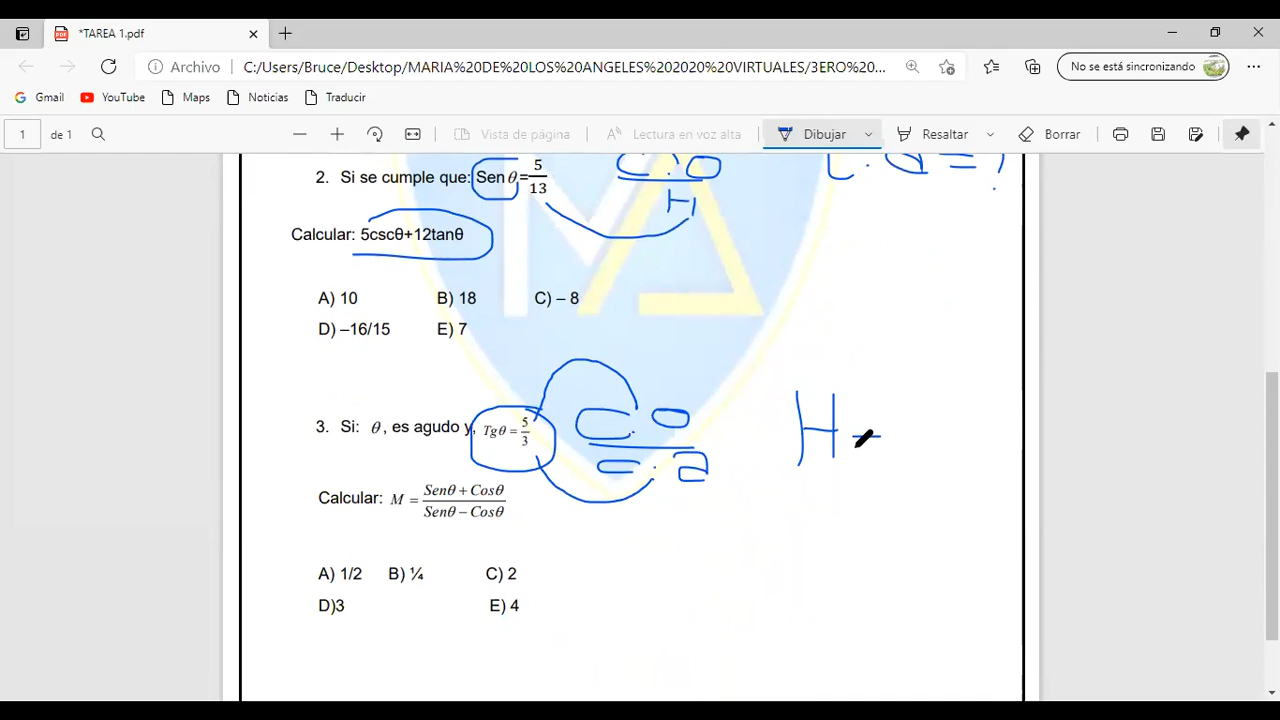 *TAREA 1.pdf
Archivo C:/Users/Bruce/Desktop/MARIA%20DE%20LOS%20ANGELES%202020%20VIRTUALES/3ERO%20... No se está sincronizando
Gmail YouTube Maps Noticias Traducir
1 de 1 Vista de página Lectura en voz alta Dibujar Resaltar Borrar
2. Si se cumple que: Sen θ=5/13
C.O
H
Calcular: 5cscθ+12tanθ
A) 10 B) 18 C) – 8
D) –16/15 E) 7
3. Si: θ , es agudo y, Tgθ = 5/3
C.O
C.a
H =
Calcular: M = Senθ + Cosθ / Senθ – Cosθ
A) 1/2 B) ¼ C) 2
D)3 E) 4